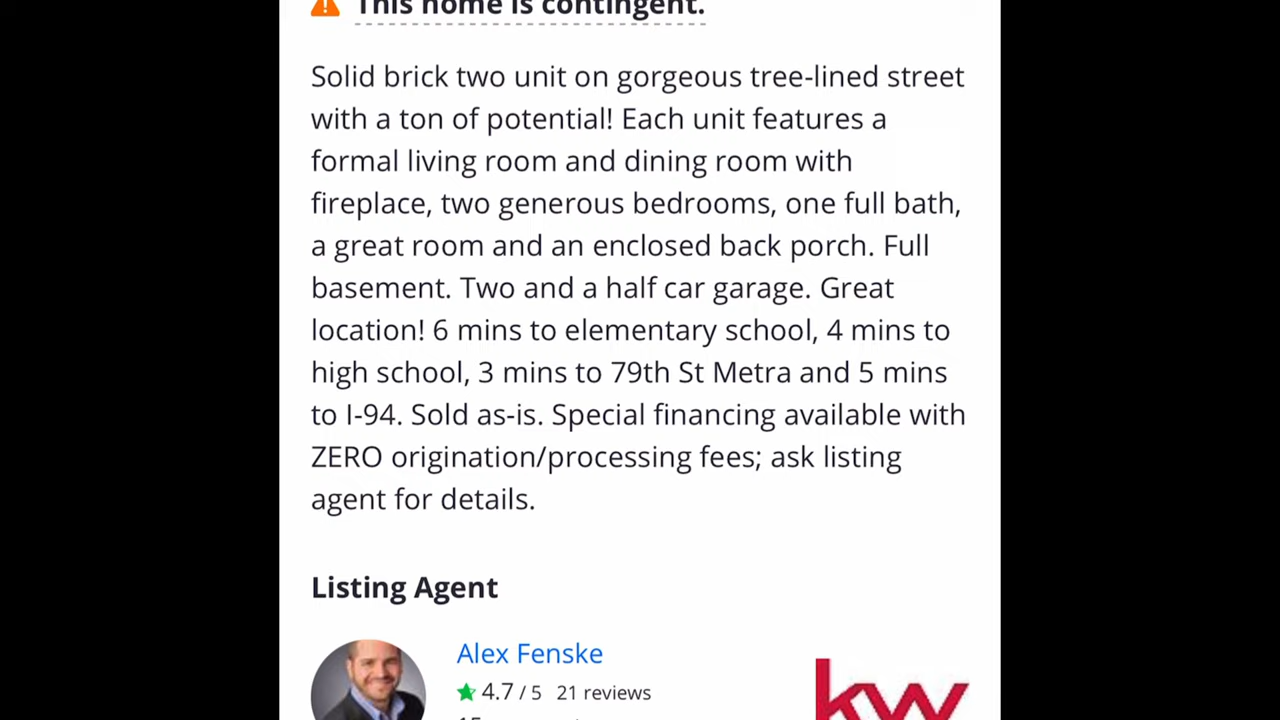 This home is contingent.
Solid brick two unit on gorgeous tree-lined street
with a ton of potential! Each unit features a
formal living room and dining room with
fireplace, two generous bedrooms, one full bath,
a great room and an enclosed back porch. Full
basement. Two and a half car garage. Great
location! 6 mins to elementary school, 4 mins to
high school, 3 mins to 79th St Metra and 5 mins
to I-94. Sold as-is. Special financing available with
ZERO origination/processing fees; ask listing
agent for details.
Listing Agent
Alex Fenske
4.7 / 5 21 reviews
kw